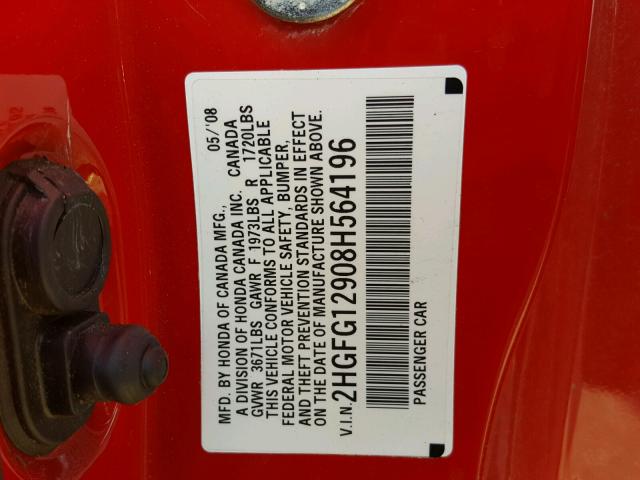 MFD. BY HONDA OF CANADA MFG., 05/'08
A DIVISION OF HONDA CANADA INC. CANADA
GVWR 3671LBS GAWR F 1973LBS R 1720LBS
THIS VEHICLE CONFORMS TO ALL APPLICABLE
FEDERAL MOTOR VEHICLE SAFETY, BUMPER,
AND THEFT PREVENTION STANDARDS IN EFFECT
ON THE DATE OF MANUFACTURE SHOWN ABOVE.
V.I.N. 2HGFG12908H564196
PASSENGER CAR